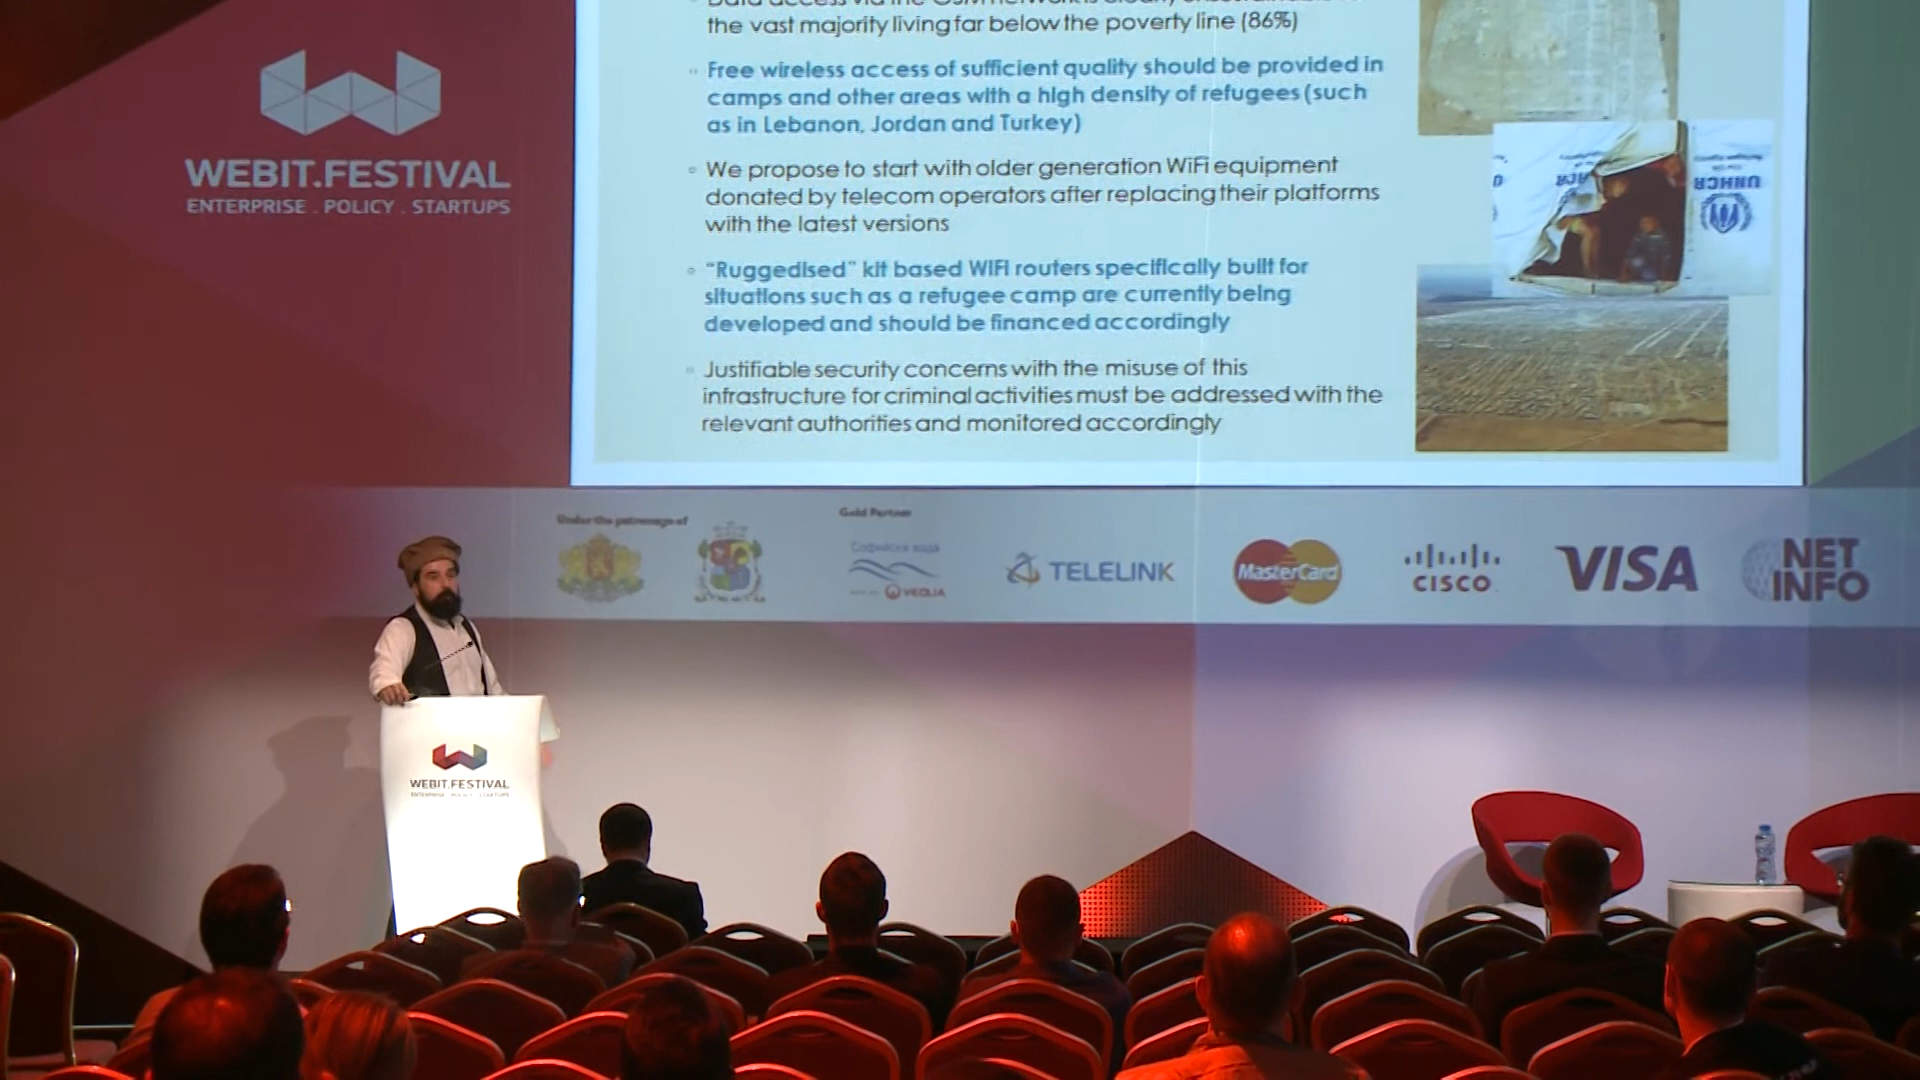 the vast majority living far below the poverty line (86%)
Free wireless access of sufficient quality should be provided in
camps and other areas with a high density of refugees (such
as in Lebanon, Jordan and Turkey)
We propose to start with older generation WiFi equipment
donated by telecom operators after replacing their platforms
with the latest versions
“Ruggedised” kit based WiFi routers specifically built for
situations such as a refugee camp are currently being
developed and should be financed accordingly
Justifiable security concerns with the misuse of this
infrastructure for criminal activities must be addressed with the
relevant authorities and monitored accordingly
UNHCR
WEBIT.FESTIVAL
ENTERPRISE . POLICY . STARTUPS
Under the patronage of
Gold Partner
Софийска вода
VEOLIA
TELELINK
MasterCard
CISCO
VISA
NET
INFO
WEBIT.FESTIVAL